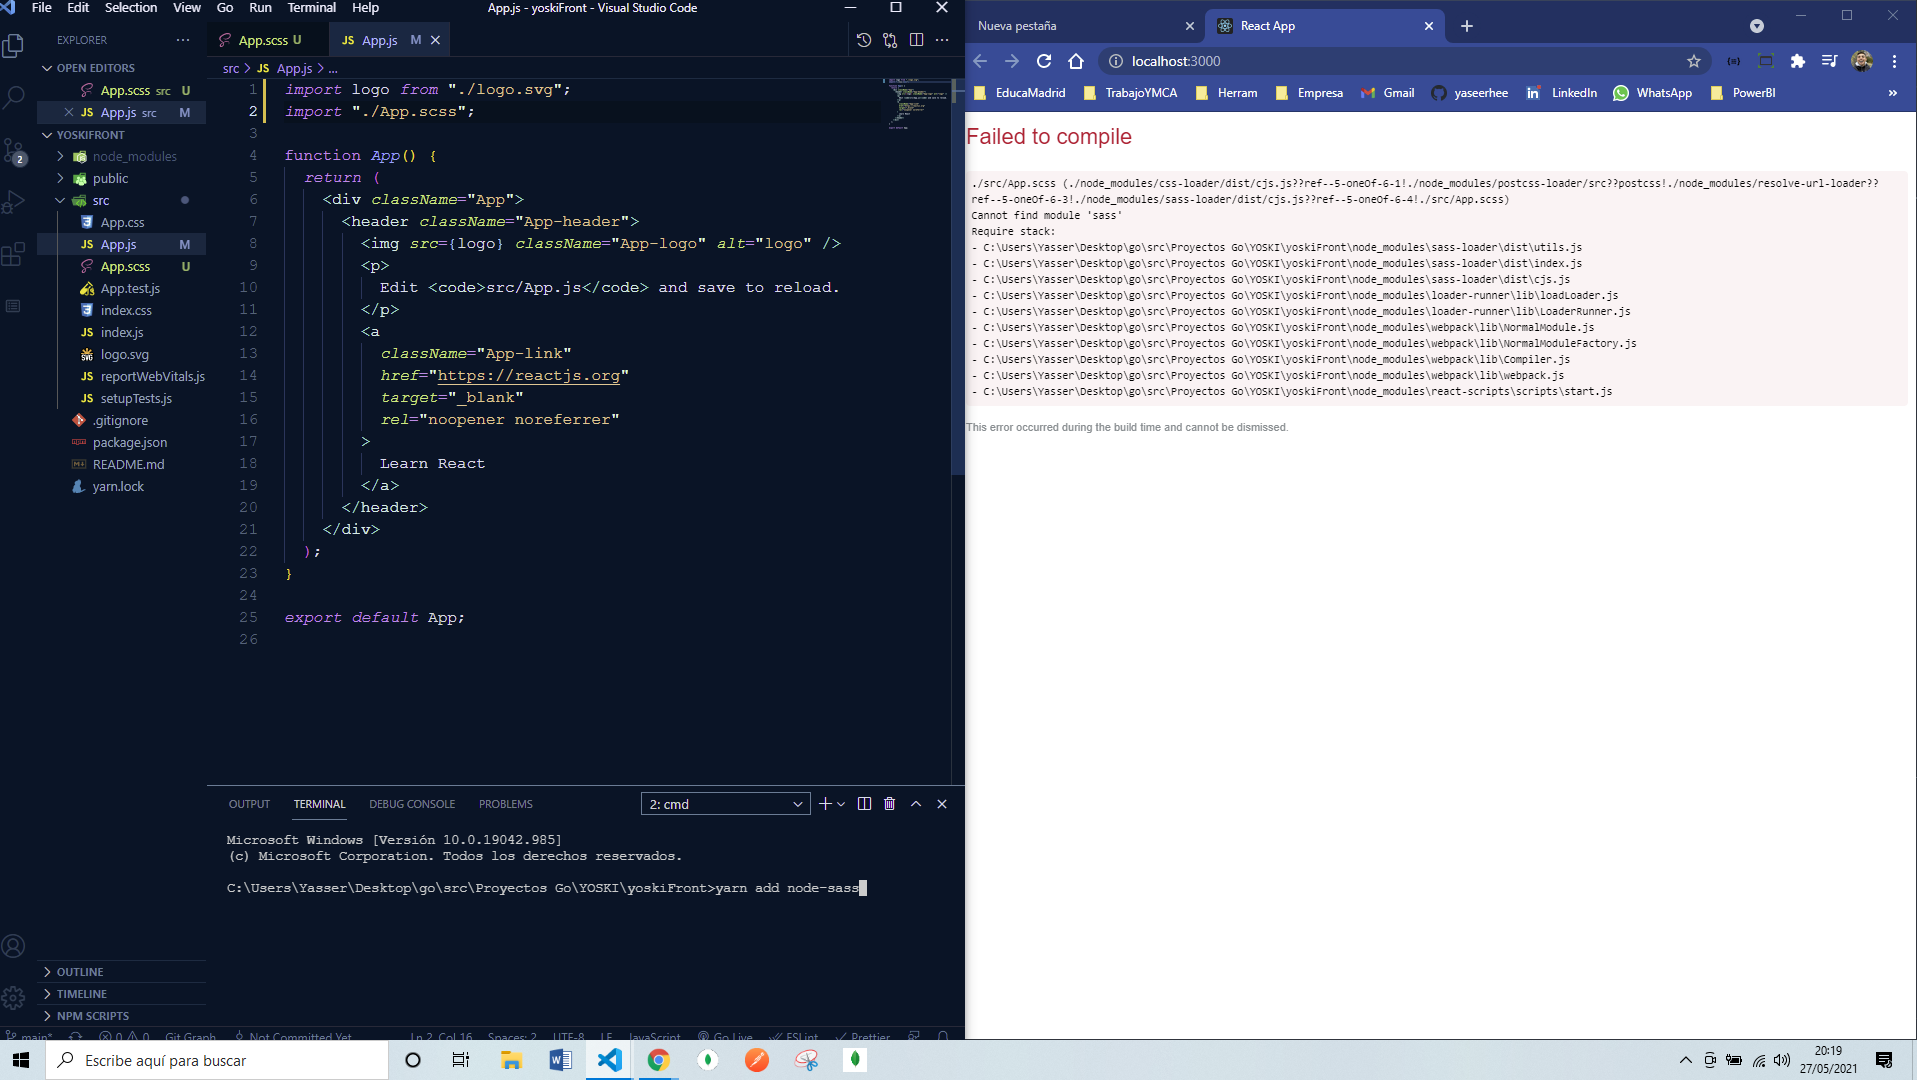 File Edit Selection View Go Run Terminal Help
App.js - yoskiFront - Visual Studio Code
EXPLORER
OPEN EDITORS
App.scss src U
App.js src M
YOSKIFRONT
node_modules
public
src
App.css
App.js M
App.scss U
App.test.js
index.css
JS index.js
logo.svg
JS reportWebVitals.js
JS setupTests.js
.gitignore
package.json
README.md
yarn.lock
OUTLINE
TIMELINE
NPM SCRIPTS
App.scss U
JS App.js M
src > JS App.js > ...
1 import logo from "./logo.svg";
2 import "./App.scss";
3
4 function App() {
5 return (
6 <div className="App">
7 <header className="App-header">
8 <img src={logo} className="App-logo" alt="logo" />
9 <p>
10 Edit <code>src/App.js</code> and save to reload.
11 </p>
12 <a
13 className="App-link"
14 href="https://reactjs.org"
15 target="_blank"
16 rel="noopener noreferrer"
17 >
18 Learn React
19 </a>
20 </header>
21 </div>
22 );
23 }
24
25 export default App;
26
OUTPUT TERMINAL DEBUG CONSOLE PROBLEMS
2: cmd
Microsoft Windows [Versión 10.0.19042.985]
(c) Microsoft Corporation. Todos los derechos reservados.
C:\Users\Yasser\Desktop\go\src\Proyectos Go\YOSKI\yoskiFront>yarn add node-sass
main* 0 0 Git Graph Not Committed Yet Ln 2, Col 16 Spaces: 2 UTF-8 LF JavaScript Go Live ESLint Prettier
Nueva pestaña
React App
localhost:3000
EducaMadrid TrabajoYMCA Herram Empresa Gmail yaseerhee LinkedIn WhatsApp PowerBI »
Failed to compile
./src/App.scss (./node_modules/css-loader/dist/cjs.js??ref--5-oneOf-6-1!./node_modules/postcss-loader/src??postcss!./node_modules/resolve-url-loader??
ref--5-oneOf-6-3!./node_modules/sass-loader/dist/cjs.js??ref--5-oneOf-6-4!./src/App.scss)
Cannot find module 'sass'
Require stack:
- C:\Users\Yasser\Desktop\go\src\Proyectos Go\YOSKI\yoskiFront\node_modules\sass-loader\dist\utils.js
- C:\Users\Yasser\Desktop\go\src\Proyectos Go\YOSKI\yoskiFront\node_modules\sass-loader\dist\index.js
- C:\Users\Yasser\Desktop\go\src\Proyectos Go\YOSKI\yoskiFront\node_modules\sass-loader\dist\cjs.js
- C:\Users\Yasser\Desktop\go\src\Proyectos Go\YOSKI\yoskiFront\node_modules\loader-runner\lib\loadLoader.js
- C:\Users\Yasser\Desktop\go\src\Proyectos Go\YOSKI\yoskiFront\node_modules\loader-runner\lib\LoaderRunner.js
- C:\Users\Yasser\Desktop\go\src\Proyectos Go\YOSKI\yoskiFront\node_modules\webpack\lib\NormalModule.js
- C:\Users\Yasser\Desktop\go\src\Proyectos Go\YOSKI\yoskiFront\node_modules\webpack\lib\NormalModuleFactory.js
- C:\Users\Yasser\Desktop\go\src\Proyectos Go\YOSKI\yoskiFront\node_modules\webpack\lib\Compiler.js
- C:\Users\Yasser\Desktop\go\src\Proyectos Go\YOSKI\yoskiFront\node_modules\webpack\lib\webpack.js
- C:\Users\Yasser\Desktop\go\src\Proyectos Go\YOSKI\yoskiFront\node_modules\react-scripts\scripts\start.js
This error occurred during the build time and cannot be dismissed.
Escribe aquí para buscar
20:19
27/05/2021